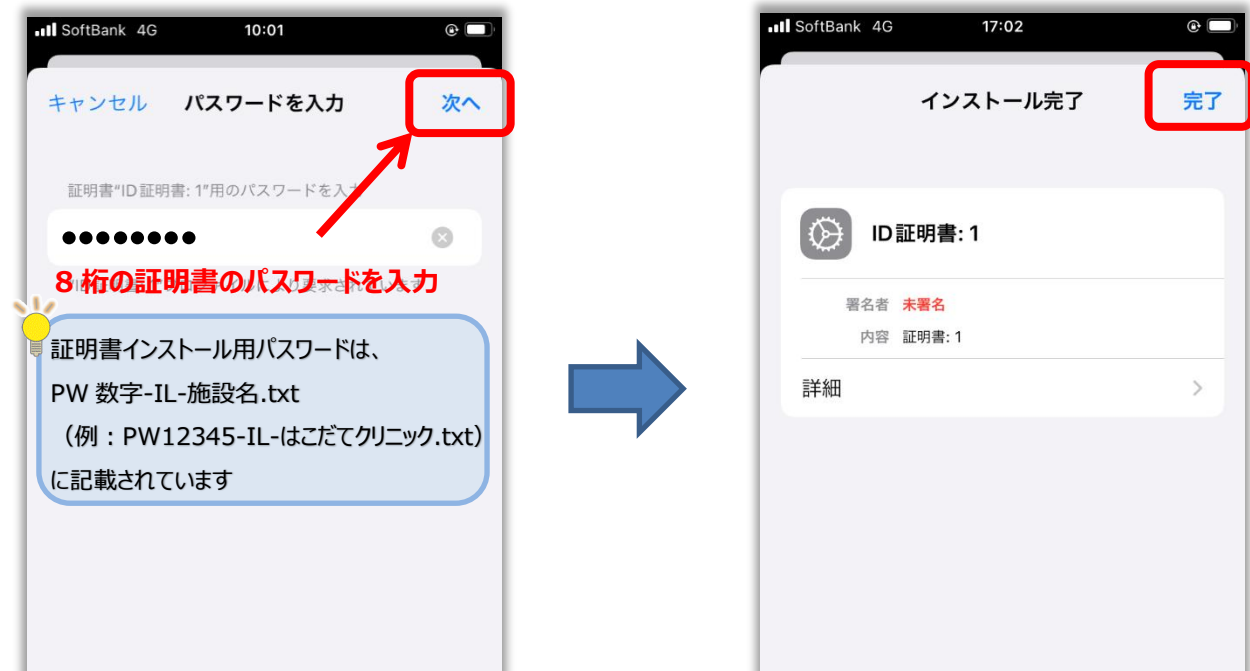 SoftBank 4G 10:01
キャンセル パスワードを入力 次へ
証明書“ID証明書: 1”用のパスワードを入
●●●●●●●●
8桁の証明書のパスワードを入力
証明書インストール用パスワードは、
PW 数字-IL-施設名.txt
（例：PW12345-IL-はこだてクリニック.txt）
に記載されています
SoftBank 4G 17:02
インストール完了 完了
ID証明書: 1
署名者 未署名
内容 証明書: 1
詳細